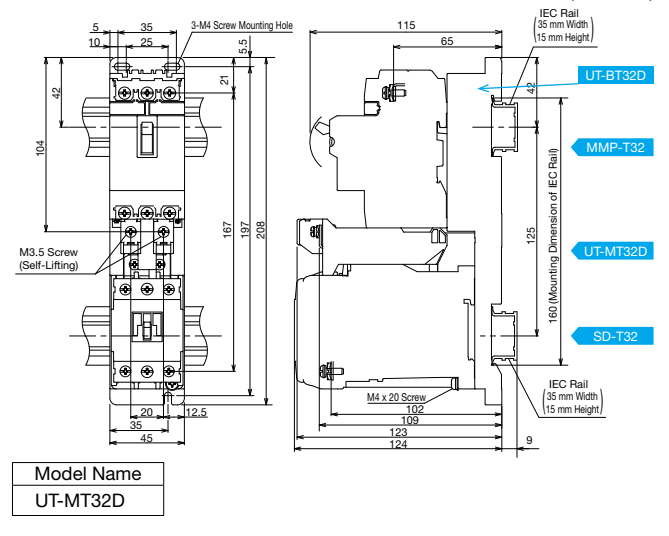 5 35 3-M4 Screw Mounting Hole
10 25
5.5
21
42
104
167
197
208
M3.5 Screw
(Self-Lifting)
20 12.5
35
45
115
65
IEC Rail
(35 mm Width)
(15 mm Height)
UT-BT32D
42
MMP-T32
125
160 (Mounting Dimension of IEC Rail)
UT-MT32D
SD-T32
IEC Rail
(35 mm Width)
(15 mm Height)
M4 x 20 Screw
102
109
123
124
9
Model Name
UT-MT32D